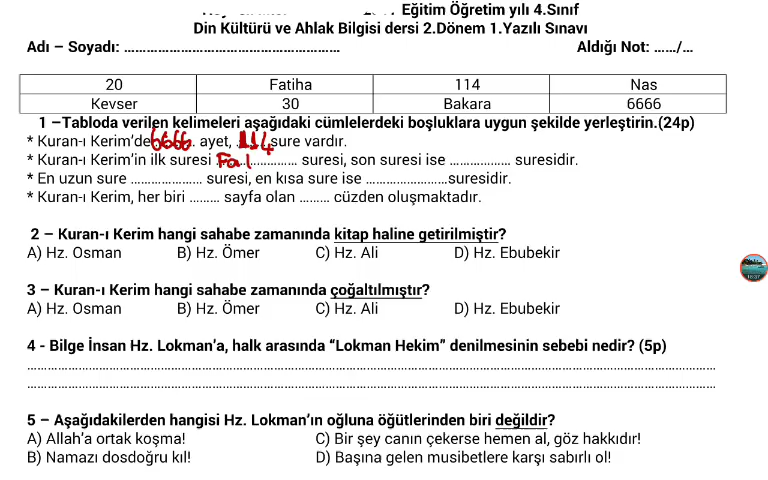 Eğitim Öğretim yılı 4.Sınıf
Din Kültürü ve Ahlak Bilgisi dersi 2.Dönem 1.Yazılı Sınavı
Adı – Soyadı: ................................................ Aldığı Not: ....../...
20 Fatiha 114 Nas
Kevser 30 Bakara 6666
1 –Tabloda verilen kelimeleri aşağıdaki cümlelerdeki boşluklara uygun şekilde yerleştirin.(24p)
* Kuran-ı Kerim’de 6666 ayet, 114 sure vardır.
* Kuran-ı Kerim’in ilk suresi Fa................ suresi, son suresi ise .................. suresidir.
* En uzun sure ..................... suresi, en kısa sure ise ........................suresidir.
* Kuran-ı Kerim, her biri ......... sayfa olan ......... cüzden oluşmaktadır.
2 – Kuran-ı Kerim hangi sahabe zamanında kitap haline getirilmiştir?
A) Hz. Osman B) Hz. Ömer C) Hz. Ali D) Hz. Ebubekir
3 – Kuran-ı Kerim hangi sahabe zamanında çoğaltılmıştır?
A) Hz. Osman B) Hz. Ömer C) Hz. Ali D) Hz. Ebubekir
4 - Bilge İnsan Hz. Lokman’a, halk arasında “Lokman Hekim” denilmesinin sebebi nedir? (5p)
5 – Aşağıdakilerden hangisi Hz. Lokman’ın oğluna öğütlerinden biri değildir?
A) Allah’a ortak koşma! C) Bir şey canın çekerse hemen al, göz hakkıdır!
B) Namazı dosdoğru kıl! D) Başına gelen musibetlere karşı sabırlı ol!